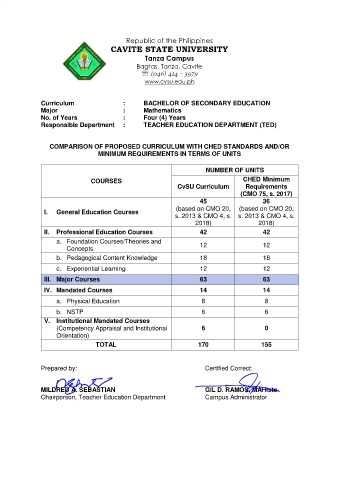 Republic of the Philippines
CAVITE STATE UNIVERSITY
Tanza Campus
Bagtas, Tanza, Cavite
☏ (046) 414 - 3979
www.cvsu.edu.ph
Curriculum : BACHELOR OF SECONDARY EDUCATION
Major : Mathematics
No. of Years : Four (4) Years
Responsible Department : TEACHER EDUCATION DEPARTMENT (TED)
COMPARISON OF PROPOSED CURRICULUM WITH CHED STANDARDS AND/OR
MINIMUM REQUIREMENTS IN TERMS OF UNITS
COURSES
NUMBER OF UNITS
CvSU Curriculum
CHED Minimum
Requirements
(CMO 75, s. 2017)
I. General Education Courses
45
(based on CMO 20,
s. 2013 & CMO 4, s.
2018)
36
(based on CMO 20,
s. 2013 & CMO 4, s.
2018)
II. Professional Education Courses 42 42
a. Foundation Courses/Theories and
Concepts 12 12
b. Pedagogical Content Knowledge 18 18
c. Experiential Learning 12 12
III. Major Courses 63 63
IV. Mandated Courses 14 14
a. Physical Education 8 8
b. NSTP 6 6
V. Institutional Mandated Courses
(Competency Appraisal and Institutional
Orientation) 6 0
TOTAL 170 155
Prepared by: Certified Correct:
MILDRED A. SEBASTIAN GIL D. RAMOS,
Chairperson, Teacher Education Department Campus Administrator